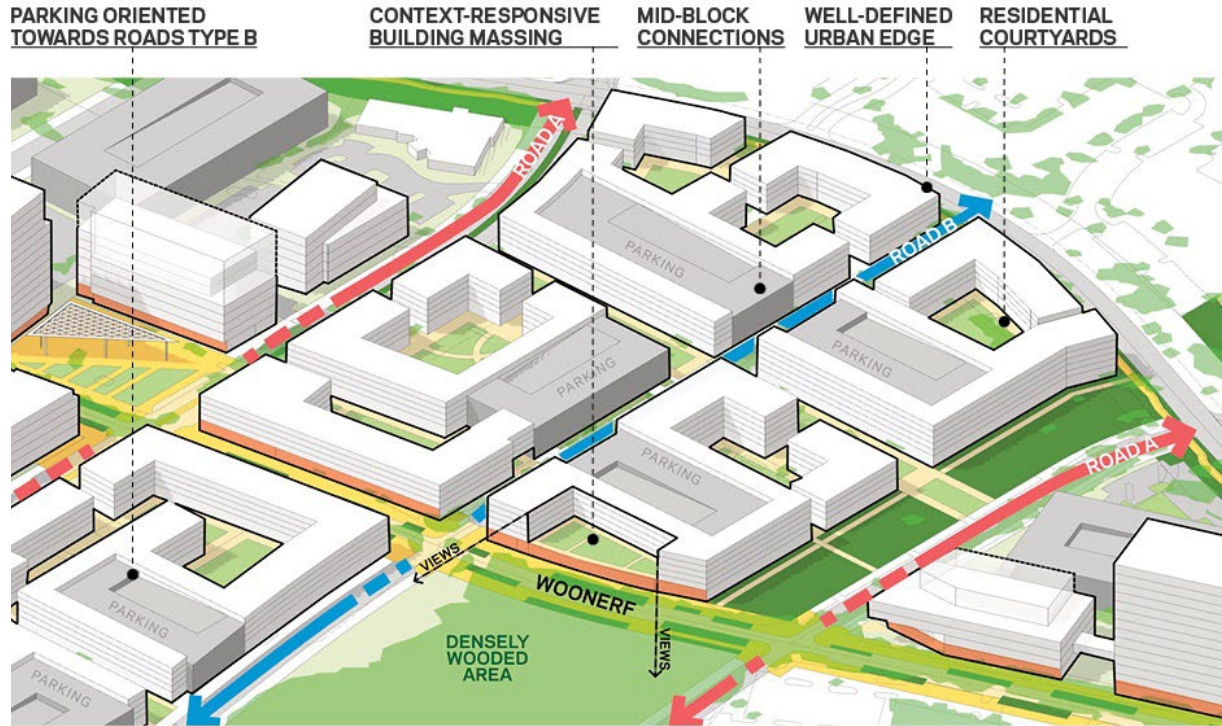 PARKING ORIENTED
TOWARDS ROADS TYPE B
CONTEXT-RESPONSIVE
BUILDING MASSING
MID-BLOCK
CONNECTIONS
WELL-DEFINED
URBAN EDGE
RESIDENTIAL
COURTYARDS
ROAD A
PARKING
ROAD B
PARKING
PARKING
PARKING
ROAD A
VIEWS
WOONERF
PARKING
VIEWS
DENSELY
WOODED
AREA